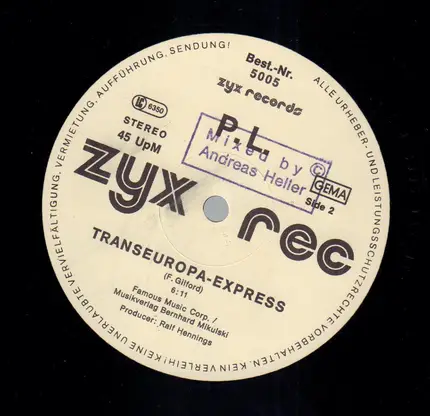 ALLE URHEBER- UND LEISTUNGSSCHUTZRECHTE VORBEHALTEN. KEIN VERLEIH! KEINE UNERLAUBTE VERVIELFÄLTIGUNG, VERMIETUNG, AUFFÜHRUNG, SENDUNG!
Best.-Nr.
5005
zyx records
LC 6350
STEREO
45 UpM
P.L.
Mixed by ©
Andreas Heller
GEMA
Side 2
zyx rec
TRANSEUROPA-EXPRESS
(F. Gilford)
6:11
Famous Music Corp. /
Musikverlag Bernhard Mikulski
Producer: Ralf Hennings